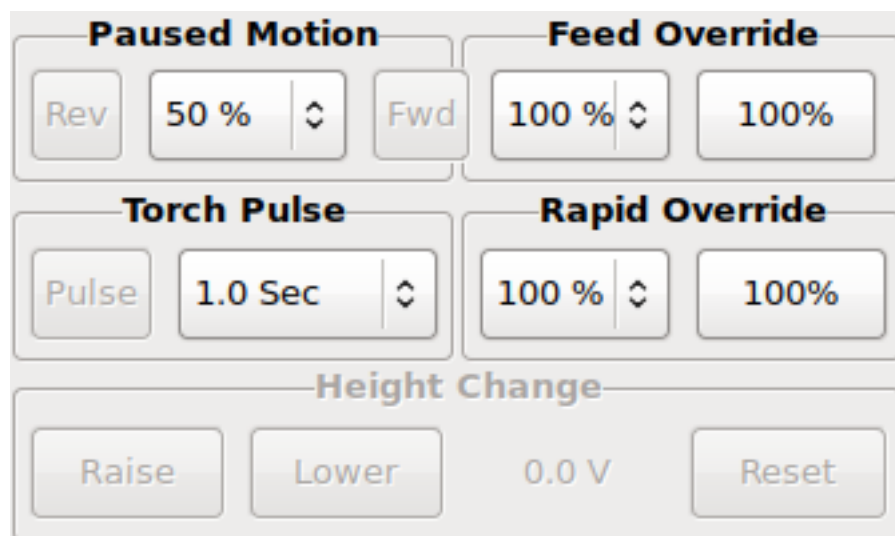 Paused Motion Feed Override
Rev 50 % Fwd 100 % 100%
Torch Pulse Rapid Override
Pulse 1.0 Sec 100 % 100%
Height Change
Raise Lower 0.0 V Reset